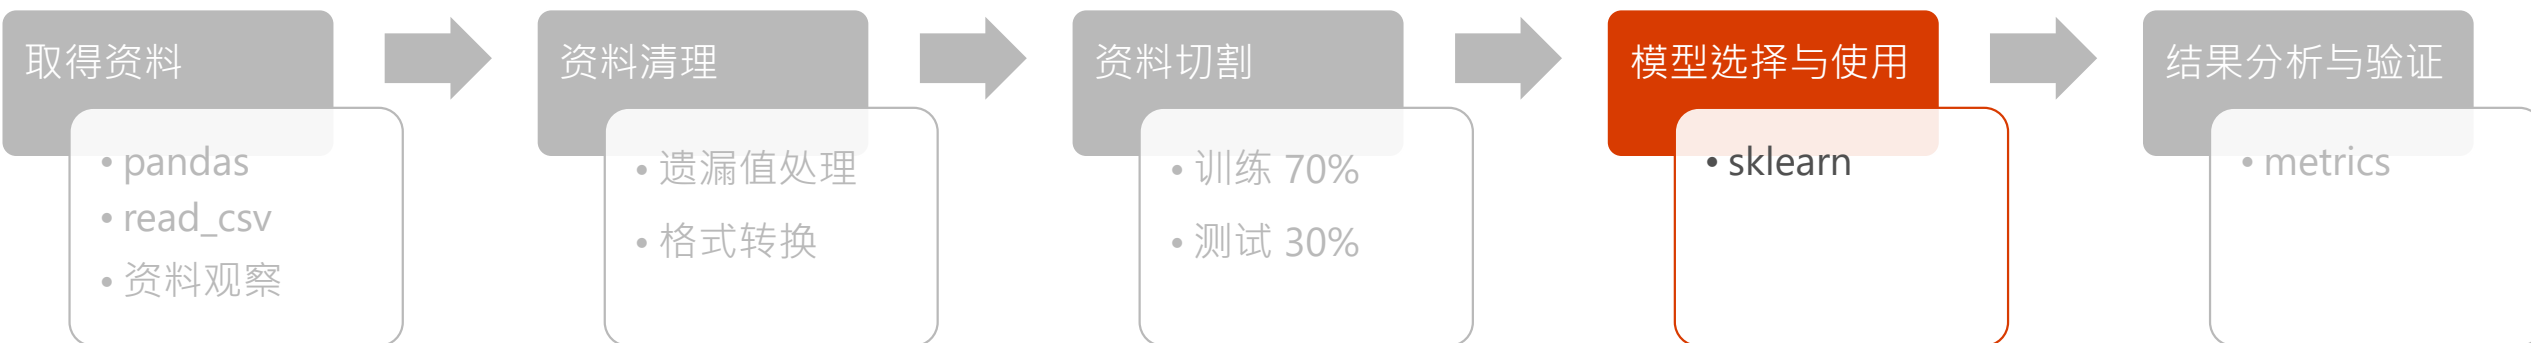 取得资料
• pandas
• read_csv
• 资料观察
资料清理
• 遗漏值处理
• 格式转换
资料切割
• 训练 70%
• 测试 30%
模型选择与使用
• sklearn
结果分析与验证
• metrics